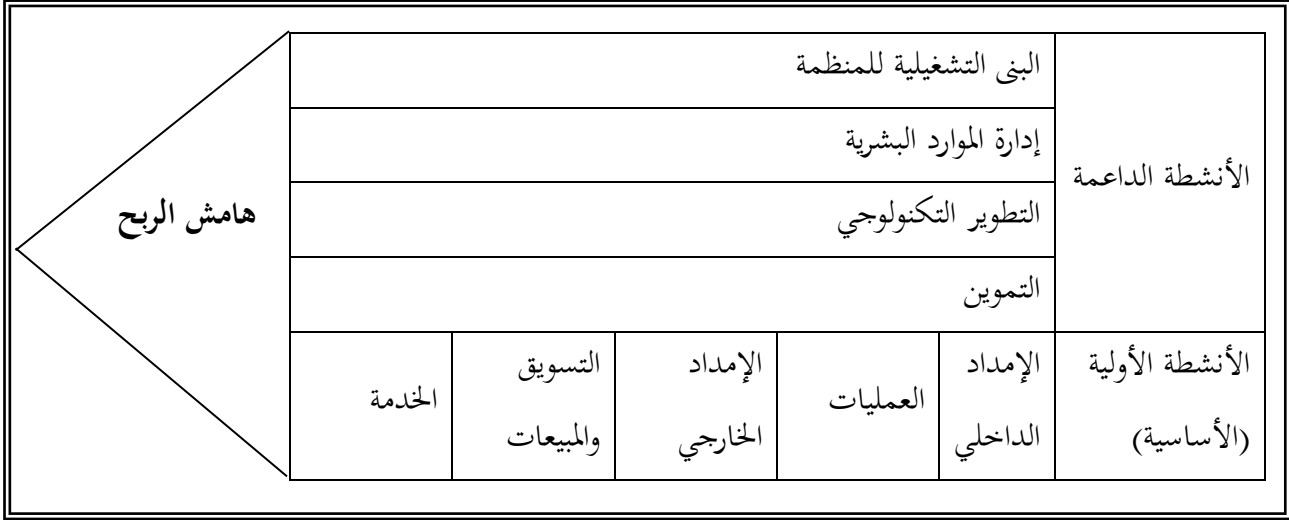 البنى التشغيلية للمنظمة
إدارة الموارد البشرية
الأنشطة الداعمة
التطوير التكنولوجي
هامش الربح
التموين
الأنشطة الأولية
(الأساسية)
الإمداد
الداخلي
العمليات
الإمداد
الخارجي
التسويق
والمبيعات
الخدمة